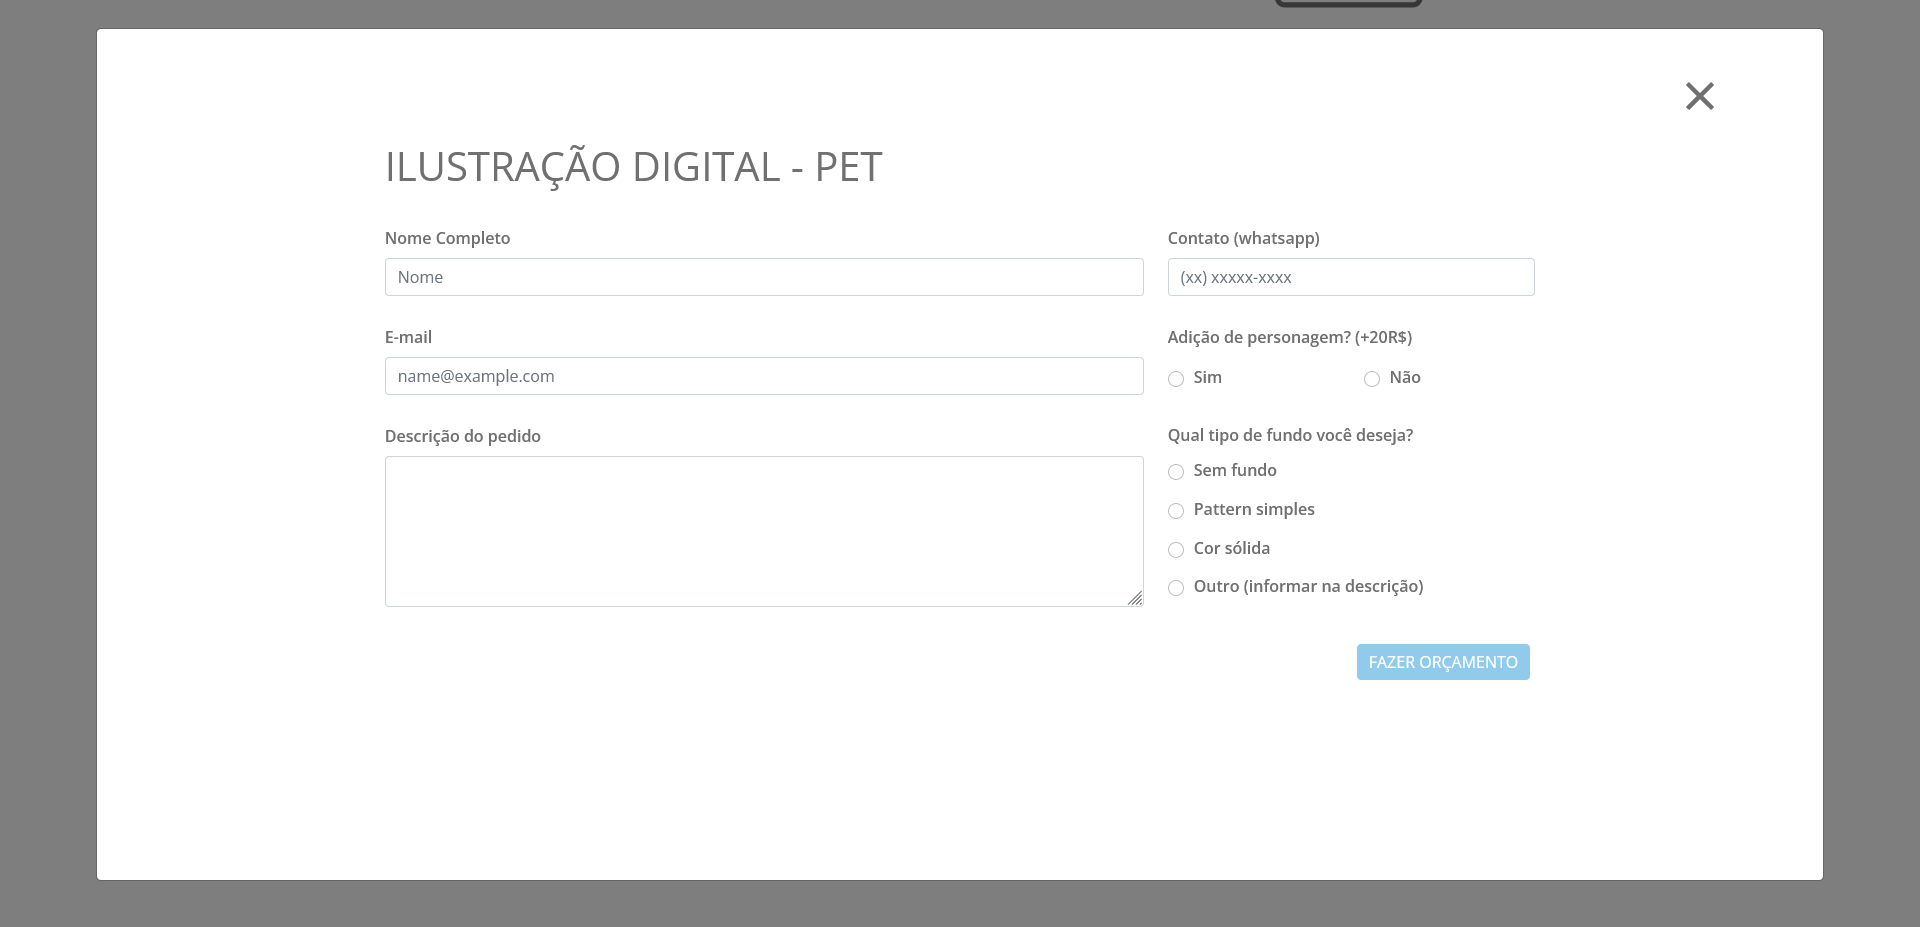 ILUSTRAÇÃO DIGITAL - PET
Nome Completo
Nome
Contato (whatsapp)
(xx) xxxxx-xxxx
E-mail
name@example.com
Adição de personagem? (+20R$)
Sim
Não
Descrição do pedido
Qual tipo de fundo você deseja?
Sem fundo
Pattern simples
Cor sólida
Outro (informar na descrição)
FAZER ORÇAMENTO